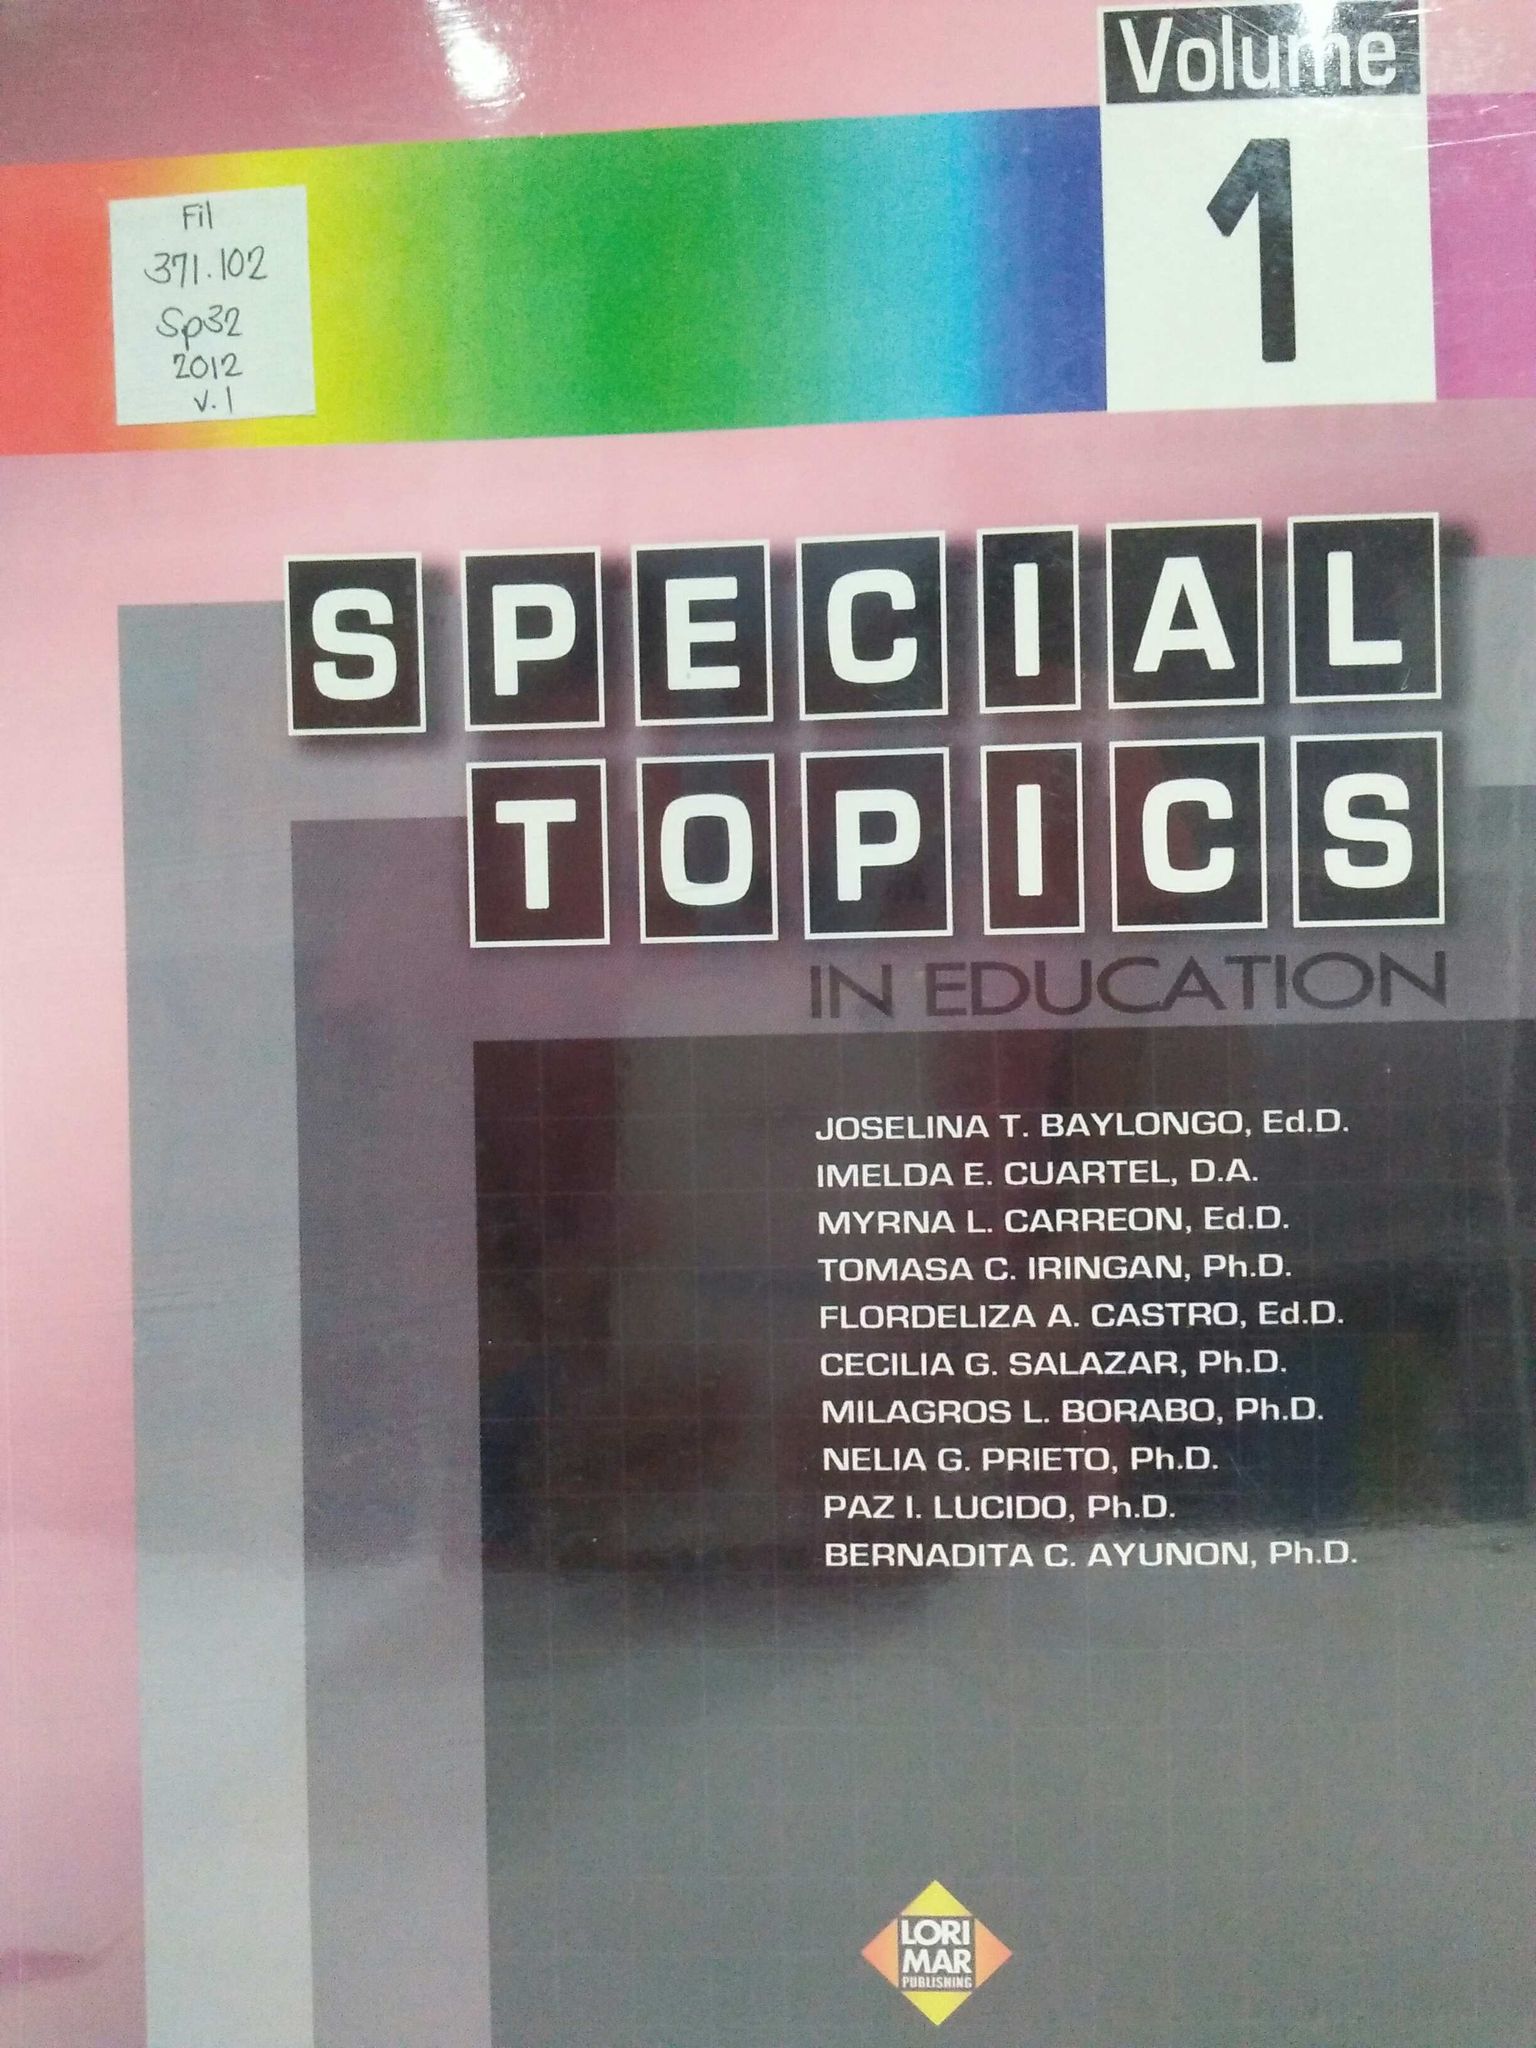 Volume
1
Fil
371.102
Sp32
2012
v.1
SPECIAL
TOPICS
IN EDUCATION
JOSELINA T. BAYLONGO, Ed.D.
IMELDA E. CUARTEL, D.A.
MYRNA L. CARREON, Ed.D.
TOMASA C. IRINGAN, Ph.D.
FLORDELIZA A. CASTRO, Ed.D.
CECILIA G. SALAZAR, Ph.D.
MILAGROS L. BORABO, Ph.D.
NELIA G. PRIETO, Ph.D.
PAZ I. LUCIDO, Ph.D.
BERNADITA C. AYUNON, Ph.D.
LORI
MAR
PUBLISHING